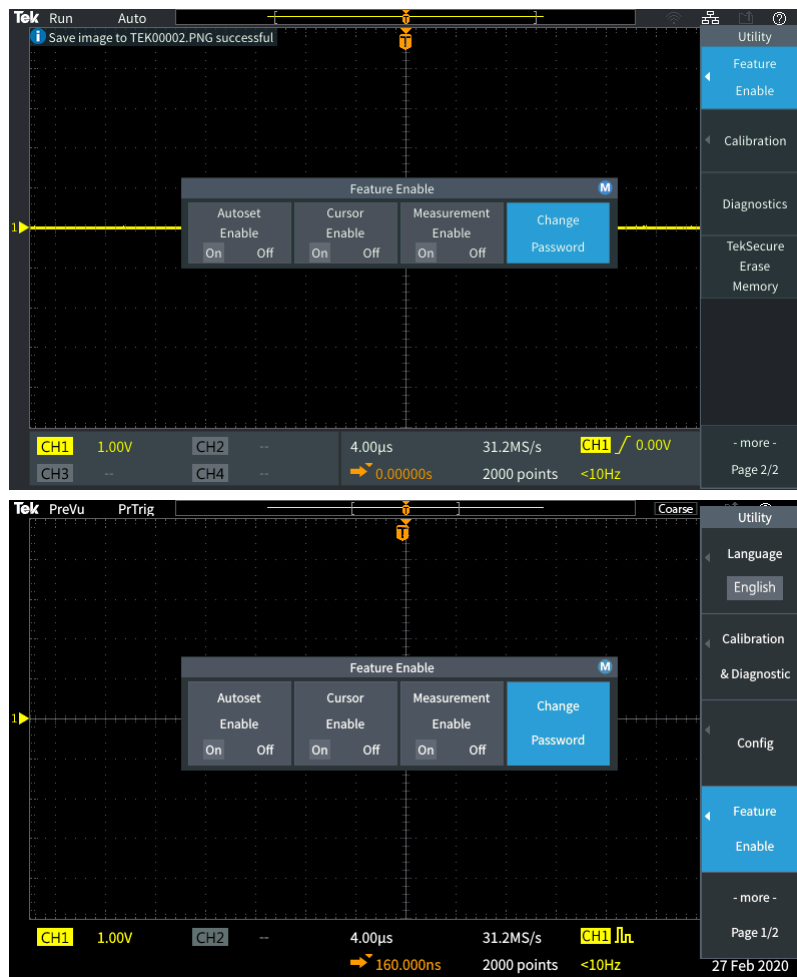 Tek Run Auto
Save image to TEK00002.PNG successful
T
Utility
Feature
Enable
Calibration
Diagnostics
TekSecure
Erase
Memory
- more -
Page 2/2
Feature Enable M
Autoset Cursor Measurement Change
Enable Enable Enable Password
On Off On Off On Off
1
CH1 1.00V CH2 -- 4.00µs 31.2MS/s CH1 0.00V
CH3 -- CH4 -- 0.00000s 2000 points <10Hz
Tek PreVu PrTrig Coarse
T
Utility
Language
English
Calibration
& Diagnostic
Config
Feature
Enable
- more -
Page 1/2
Feature Enable M
Autoset Cursor Measurement Change
Enable Enable Enable Password
On Off On Off On Off
1
CH1 1.00V CH2 -- 4.00µs 31.2MS/s CH1
160.000ns 2000 points <10Hz
27 Feb 2020